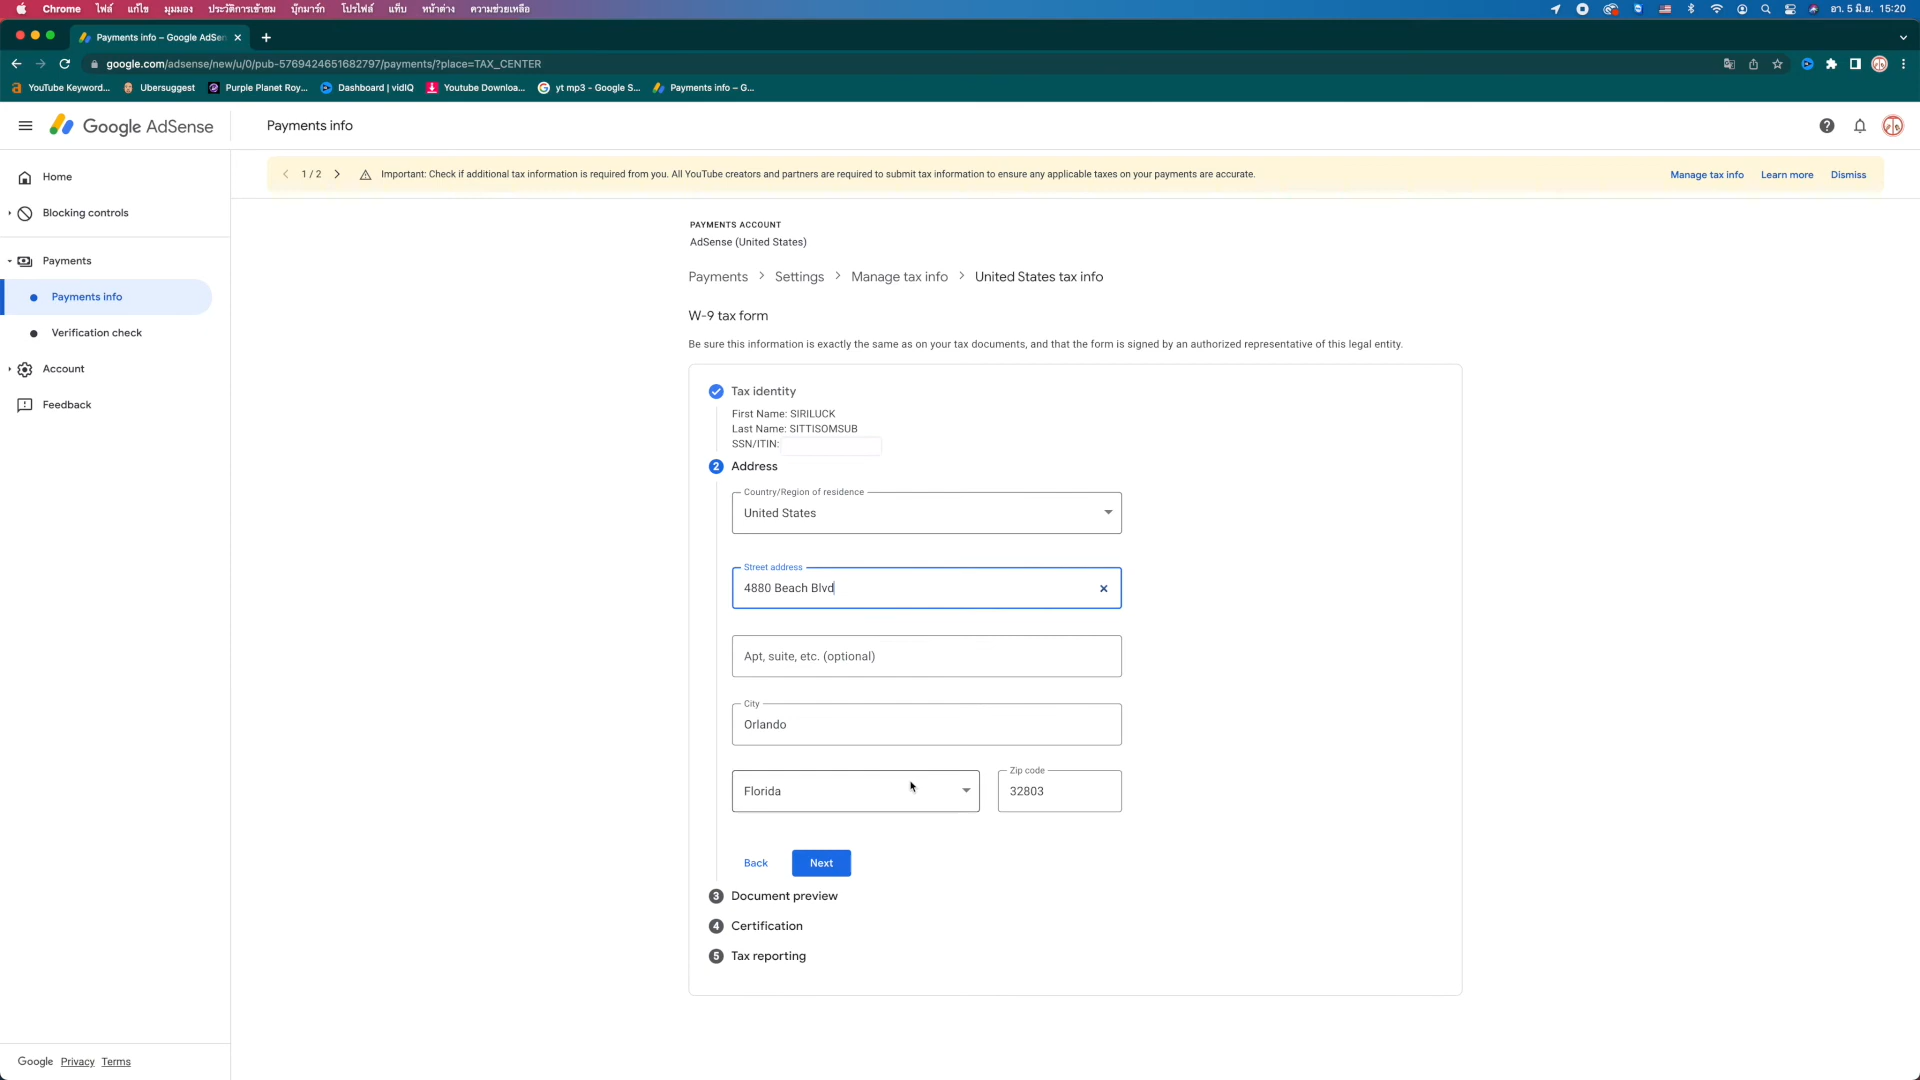 Chrome ไฟล์ แก้ไข มุมมอง ประวัติการเข้าชม บุ๊กมาร์ก โปรไฟล์ แท็บ หน้าต่าง ความช่วยเหลือ อา. 5 มิ.ย. 15:20
Payments info – Google AdSen
google.com/adsense/new/u/0/pub-5769424651682797/payments/?place=TAX_CENTER
YouTube Keyword... Ubersuggest Purple Planet Roy... Dashboard | vidIQ Youtube Downloa... yt mp3 - Google S... Payments info – G...
Google AdSense
Payments info
1 / 2 Important: Check if additional tax information is required from you. All YouTube creators and partners are required to submit tax information to ensure any applicable taxes on your payments are accurate. Manage tax info Learn more Dismiss
Home
Blocking controls
Payments
Payments info
Verification check
Account
Feedback
PAYMENTS ACCOUNT
AdSense (United States)
Payments > Settings > Manage tax info > United States tax info
W-9 tax form
Be sure this information is exactly the same as on your tax documents, and that the form is signed by an authorized representative of this legal entity.
Tax identity
First Name: SIRILUCK
Last Name: SITTISOMSUB
SSN/ITIN:
2 Address
Country/Region of residence
United States
Street address
4880 Beach Blvd
Apt, suite, etc. (optional)
City
Orlando
Florida
Zip code
32803
Back Next
3 Document preview
4 Certification
5 Tax reporting
Google Privacy Terms